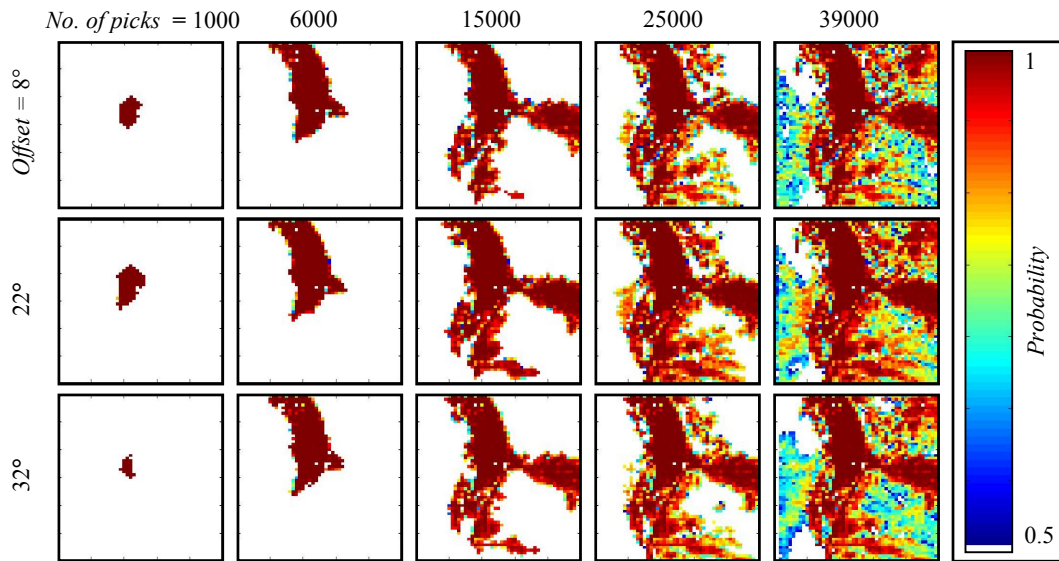 No. of picks = 1000 6000 15000 25000 39000
Offset = 8°
22°
32°
1
Probability
0.5